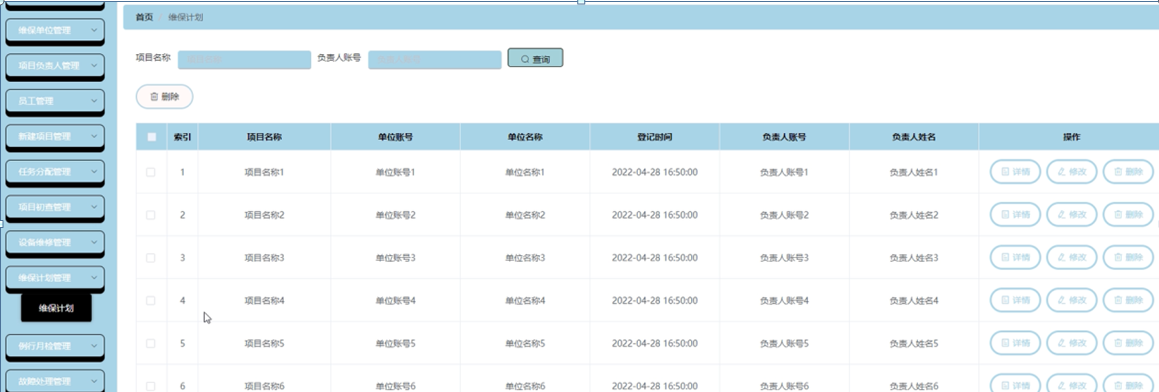 首页 维保计划
维保单位管理
项目负责人管理
员工管理
新建项目管理
任务分配管理
项目初查管理
设备维修管理
维保计划管理
维保计划
例行月检管理
故障处理管理
项目名称 负责人账号 查询
删除
索引 项目名称 单位账号 单位名称 登记时间 负责人账号 负责人姓名 操作
1 项目名称1 单位账号1 单位名称1 2022-04-28 16:50:00 负责人账号1 负责人姓名1 详情 修改 删除
2 项目名称2 单位账号2 单位名称2 2022-04-28 16:50:00 负责人账号2 负责人姓名2 详情 修改 删除
3 项目名称3 单位账号3 单位名称3 2022-04-28 16:50:00 负责人账号3 负责人姓名3 详情 修改 删除
4 项目名称4 单位账号4 单位名称4 2022-04-28 16:50:00 负责人账号4 负责人姓名4 详情 修改 删除
5 项目名称5 单位账号5 单位名称5 2022-04-28 16:50:00 负责人账号5 负责人姓名5 详情 修改 删除
6 项目名称6 单位账号6 单位名称6 2022-04-28 16:50:00 负责人账号6 负责人姓名6 详情 修改 删除